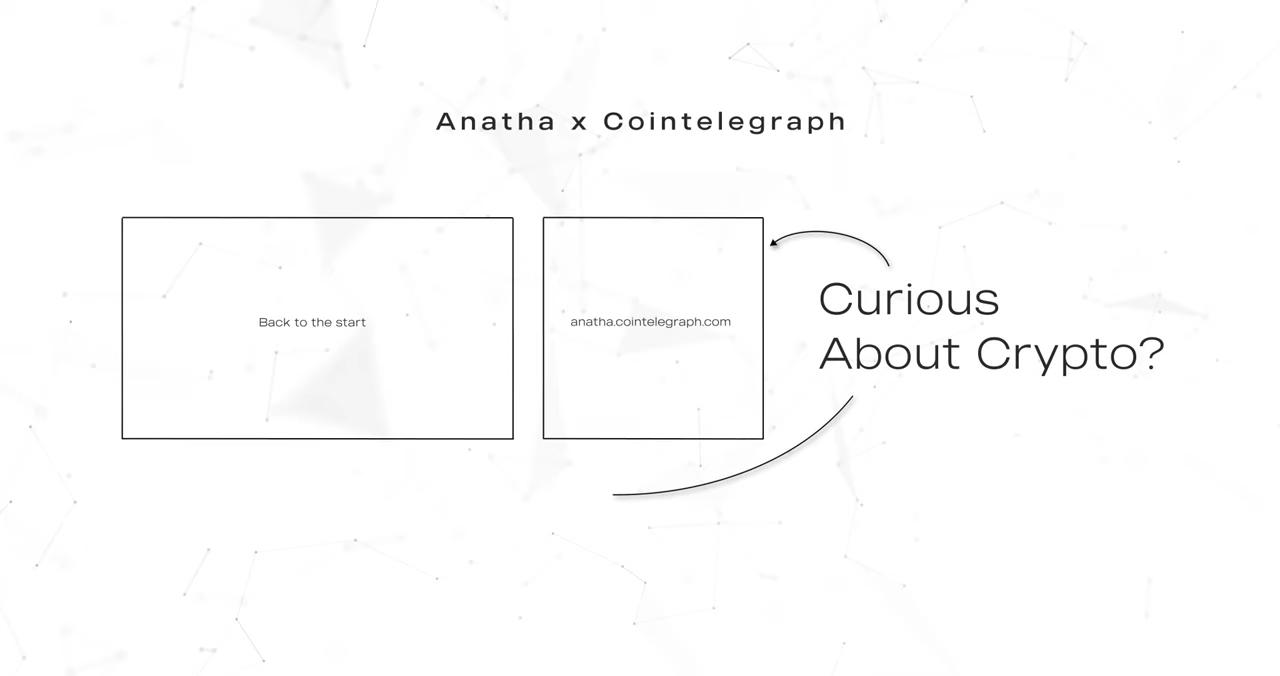 Anatha x Cointelegraph
Back to the start
anatha.cointelegraph.com
Curious
About Crypto?